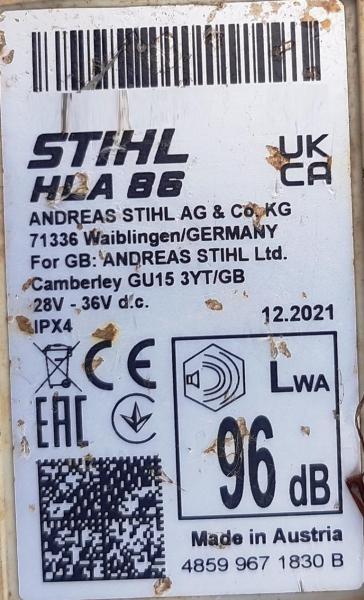 STIHL
HLA 86
UK
CA
ANDREAS STIHL AG & Co. KG
71336 Waiblingen/GERMANY
For GB: ANDREAS STIHL Ltd.
Camberley GU15 3YT/GB
28V - 36V d.c.
IPX4
12.2021
CE
EAC
LWA
96 dB
Made in Austria
4859 967 1830 B